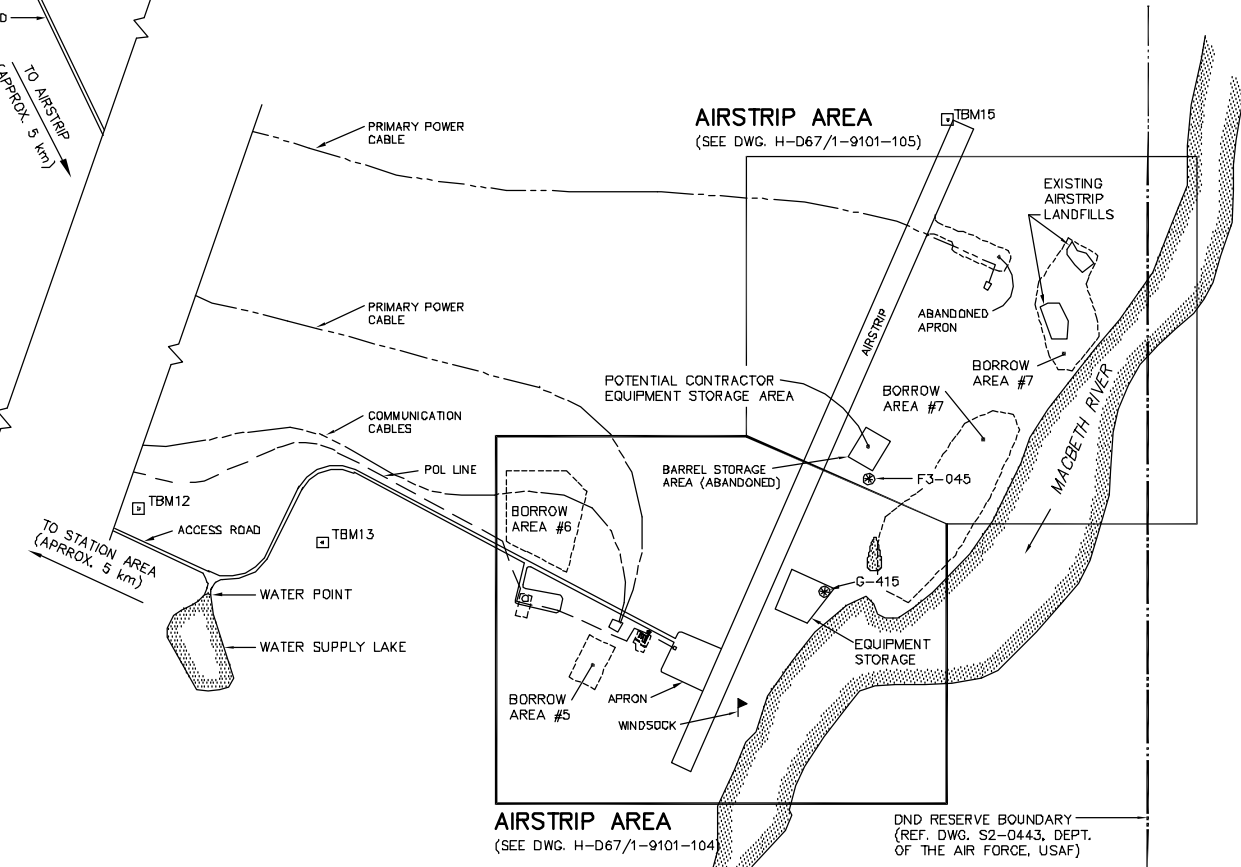 D
TO AIRSTRIP
(APPROX. 5 km)
PRIMARY POWER
CABLE
AIRSTRIP AREA
(SEE DWG. H-D67/1-9101-105)
TBM15
EXISTING
AIRSTRIP
LANDFILLS
PRIMARY POWER
CABLE
ABANDONED
APRON
AIRSTRIP
BORROW
AREA #7
POTENTIAL CONTRACTOR
EQUIPMENT STORAGE AREA
BORROW
AREA #7
MACBETH RIVER
COMMUNICATION
CABLES
POL LINE
BARREL STORAGE
AREA (ABANDONED)
F3-045
TBM12
ACCESS ROAD
TBM13
BORROW
AREA #6
TO STATION AREA
(APRROX. 5 km)
WATER POINT
G-415
WATER SUPPLY LAKE
EQUIPMENT
STORAGE
BORROW
AREA #5
APRON
WINDSOCK
AIRSTRIP AREA
(SEE DWG. H-D67/1-9101-104)
DND RESERVE BOUNDARY
(REF. DWG. S2-0443, DEPT.
OF THE AIR FORCE, USAF)